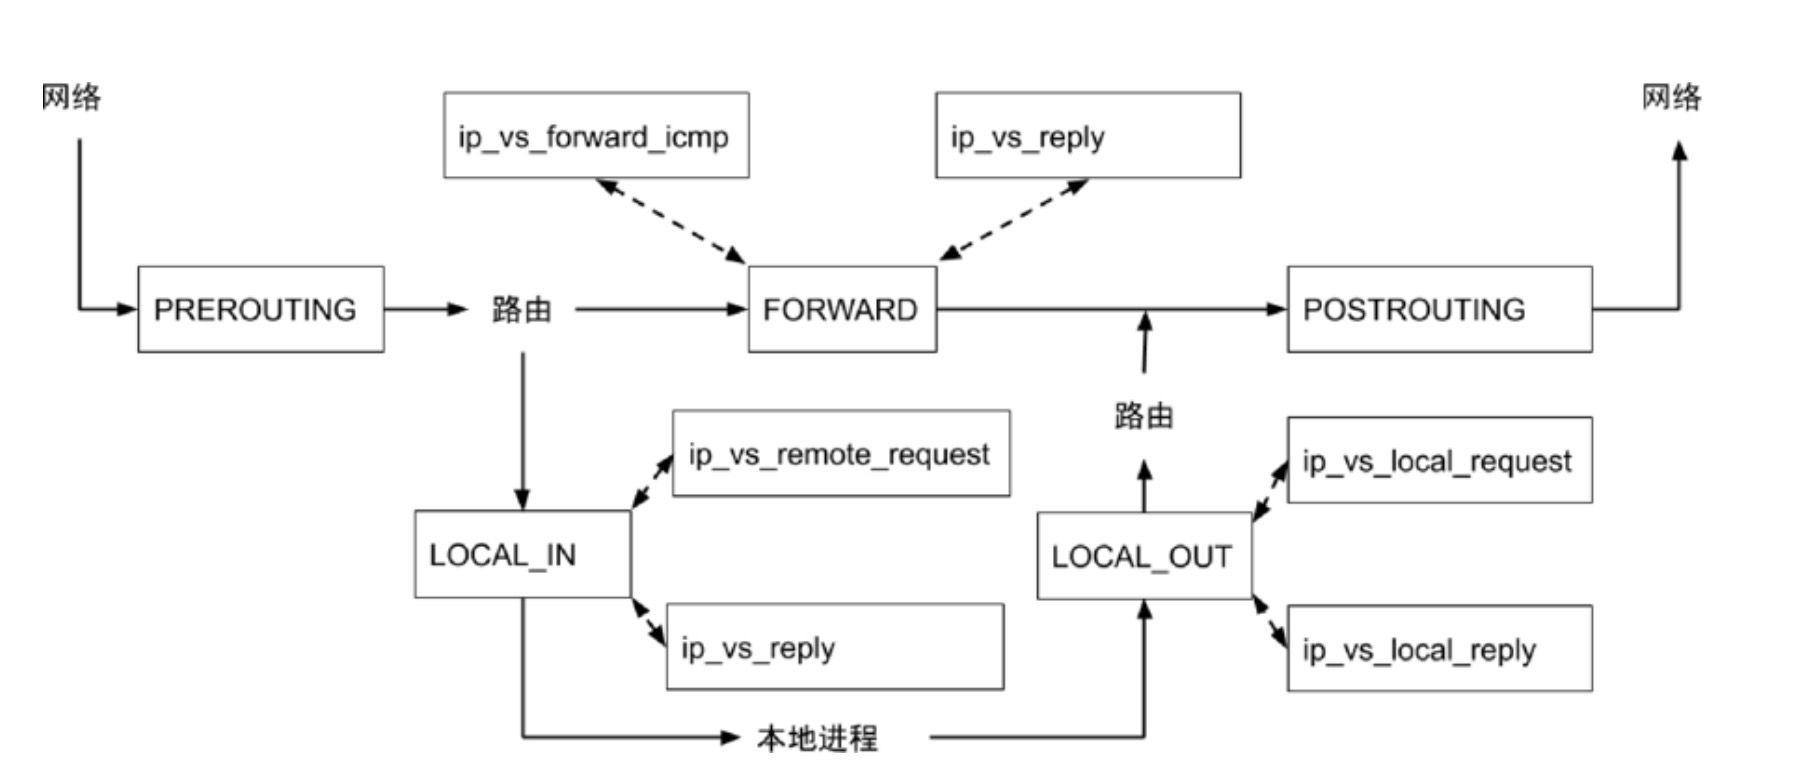 网络
网络
ip_vs_forward_icmp
ip_vs_reply
PREROUTING
路由
FORWARD
POSTROUTING
路由
ip_vs_remote_request
ip_vs_local_request
LOCAL_IN
LOCAL_OUT
ip_vs_reply
ip_vs_local_reply
本地进程